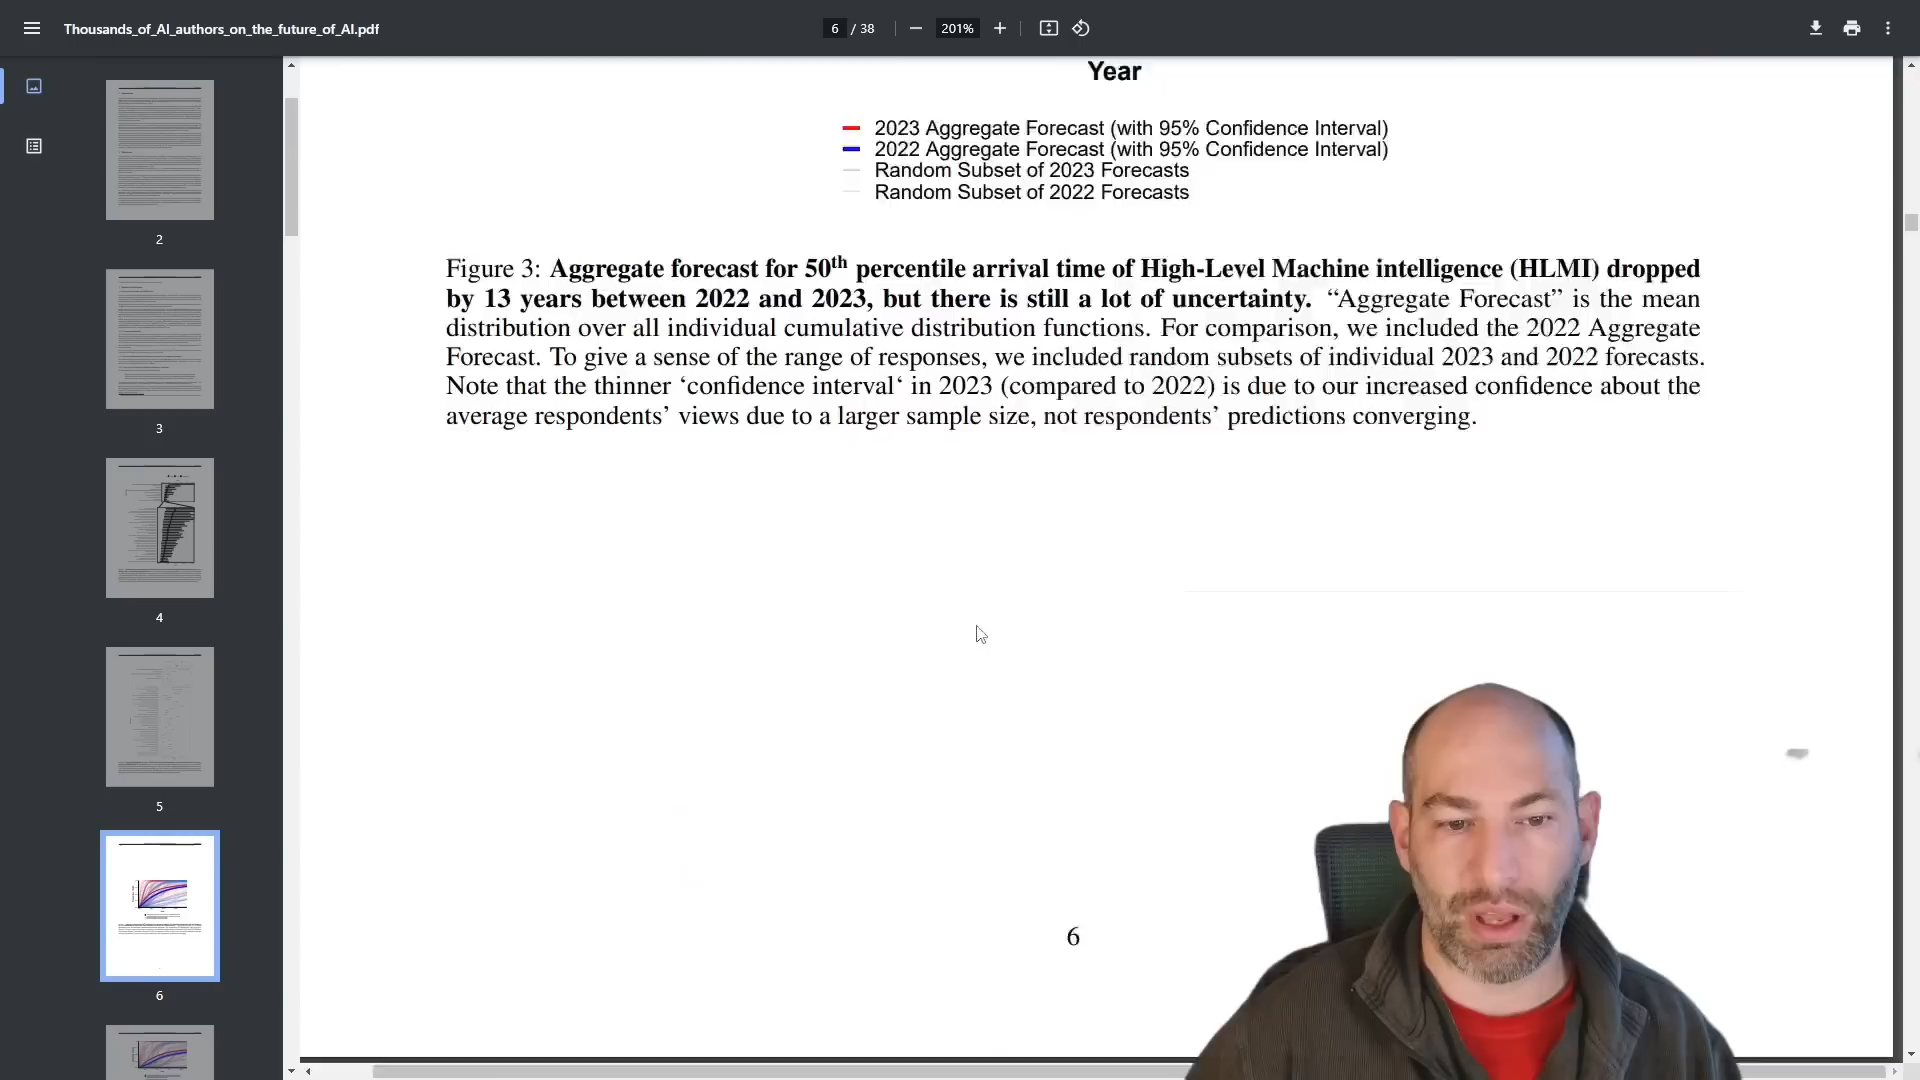 Thousands_of_AI_authors_on_the_future_of_AI.pdf
6 / 38
201%
2
3
4
5
6
Year
2023 Aggregate Forecast (with 95% Confidence Interval)
2022 Aggregate Forecast (with 95% Confidence Interval)
Random Subset of 2023 Forecasts
Random Subset of 2022 Forecasts
Figure 3: Aggregate forecast for 50th percentile arrival time of High-Level Machine intelligence (HLMI) dropped
by 13 years between 2022 and 2023, but there is still a lot of uncertainty. “Aggregate Forecast” is the mean
distribution over all individual cumulative distribution functions. For comparison, we included the 2022 Aggregate
Forecast. To give a sense of the range of responses, we included random subsets of individual 2023 and 2022 forecasts.
Note that the thinner ‘confidence interval‘ in 2023 (compared to 2022) is due to our increased confidence about the
average respondents’ views due to a larger sample size, not respondents’ predictions converging.
6